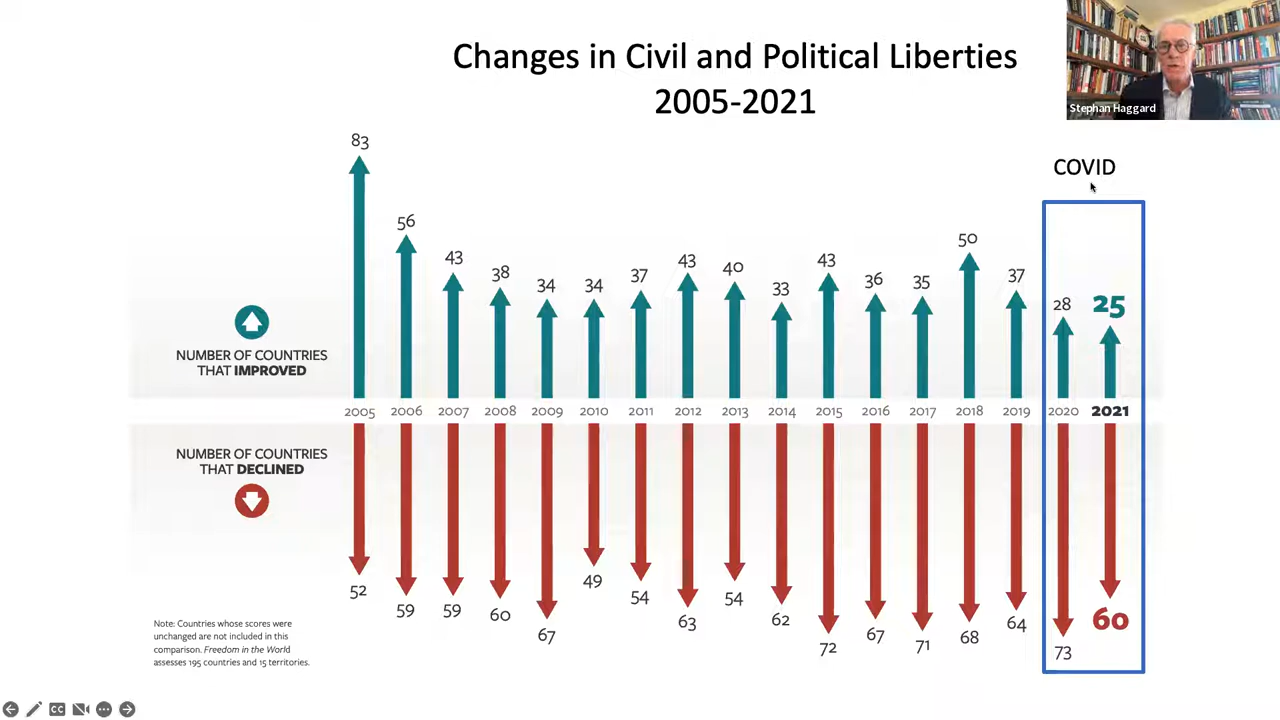 Changes in Civil and Political Liberties
2005-2021
Stephan Haggard
COVID
83
56
43
38
34
34
37
43
40
33
43
36
35
50
37
28
25
NUMBER OF COUNTRIES
THAT IMPROVED
2005 2006 2007 2008 2009 2010 2011 2012 2013 2014 2015 2016 2017 2018 2019 2020 2021
NUMBER OF COUNTRIES
THAT DECLINED
52
59
59
60
67
49
54
63
54
62
72
67
71
68
64
73
60
Note: Countries whose scores were
unchanged are not included in this
comparison. Freedom in the World
assesses 195 countries and 15 territories.
CC